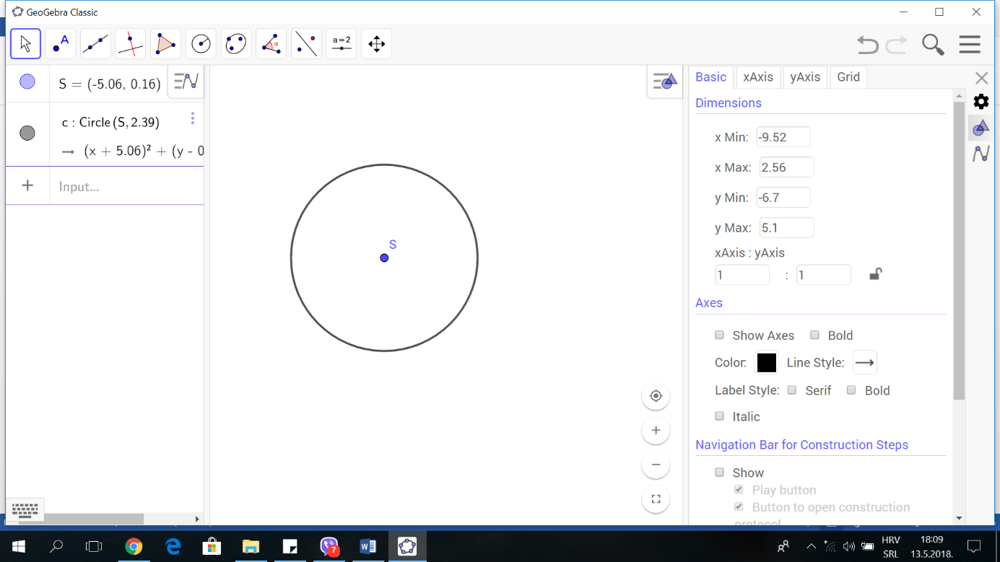 GeoGebra Classic
A
α
a=2
S = (-5.06, 0.16)
c : Circle (S, 2.39)
→ (x + 5.06)² + (y - 0
+ Input...
S
Basic xAxis yAxis Grid
Dimensions
x Min: -9.52
x Max: 2.56
y Min: -6.7
y Max: 5.1
xAxis : yAxis
1 : 1
Axes
Show Axes Bold
Color: Line Style:
Label Style: Serif Bold
Italic
Navigation Bar for Construction Steps
Show
Play button
Button to open construction
protocol
7
HRV 18:09
SRL 13.5.2018.